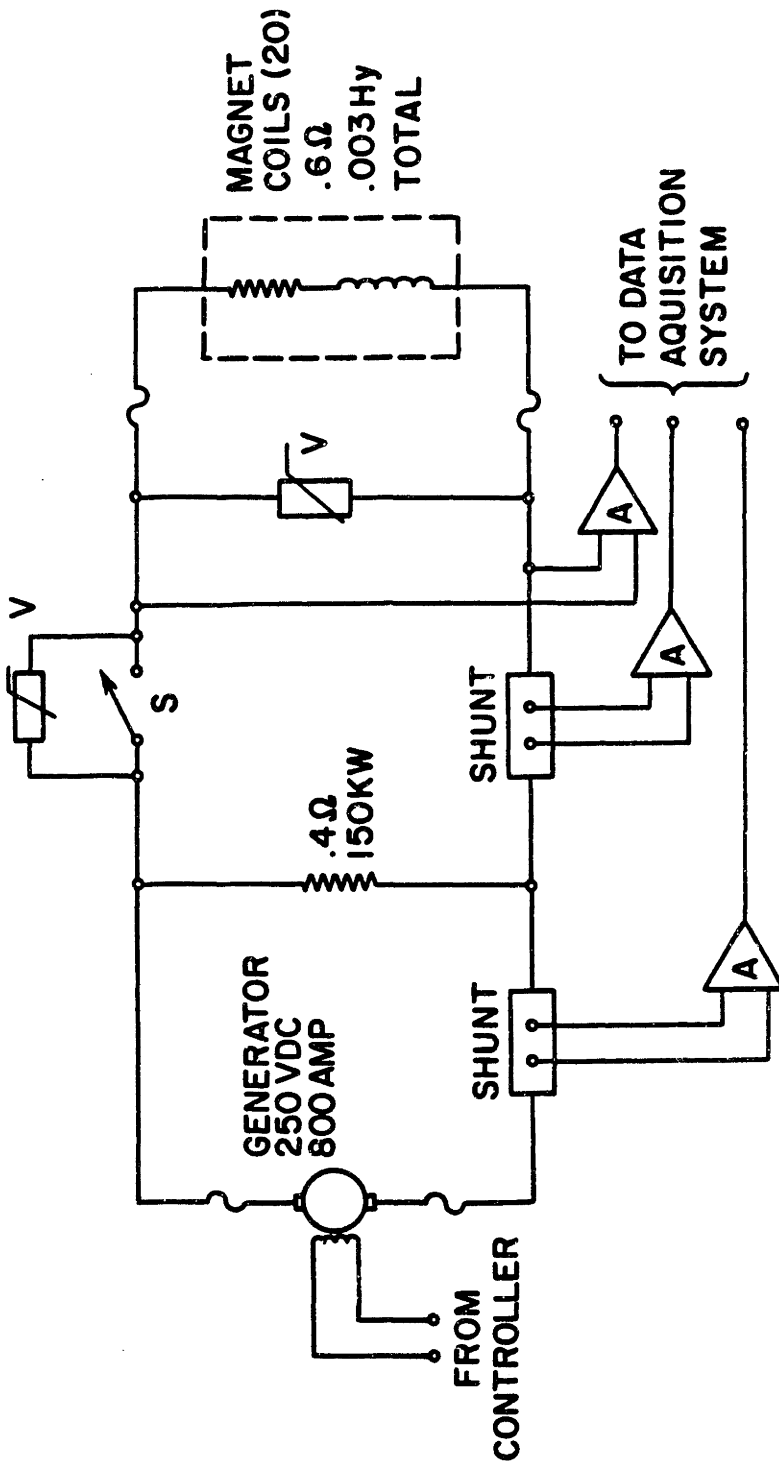 MAGNET
COILS (20)
.6Ω
.003Hy
TOTAL
V
V
S
.4Ω
150KW
GENERATOR
250 VDC
800 AMP
SHUNT
SHUNT
A
A
A
TO DATA
AQUISITION
SYSTEM
FROM
CONTROLLER